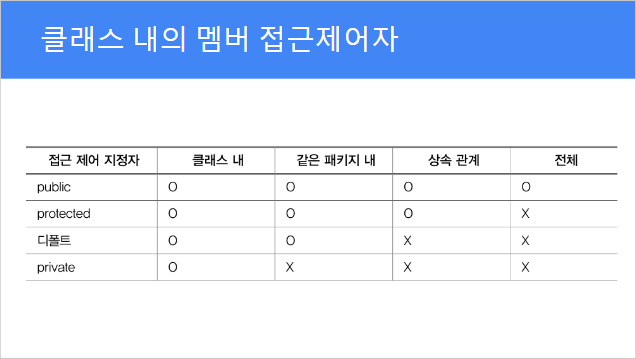 클래스 내의 멤버 접근제어자
접근 제어 지정자 클래스 내 같은 패키지 내 상속 관계 전체
public O O O O
protected O O O X
디폴트 O O X X
private O X X X